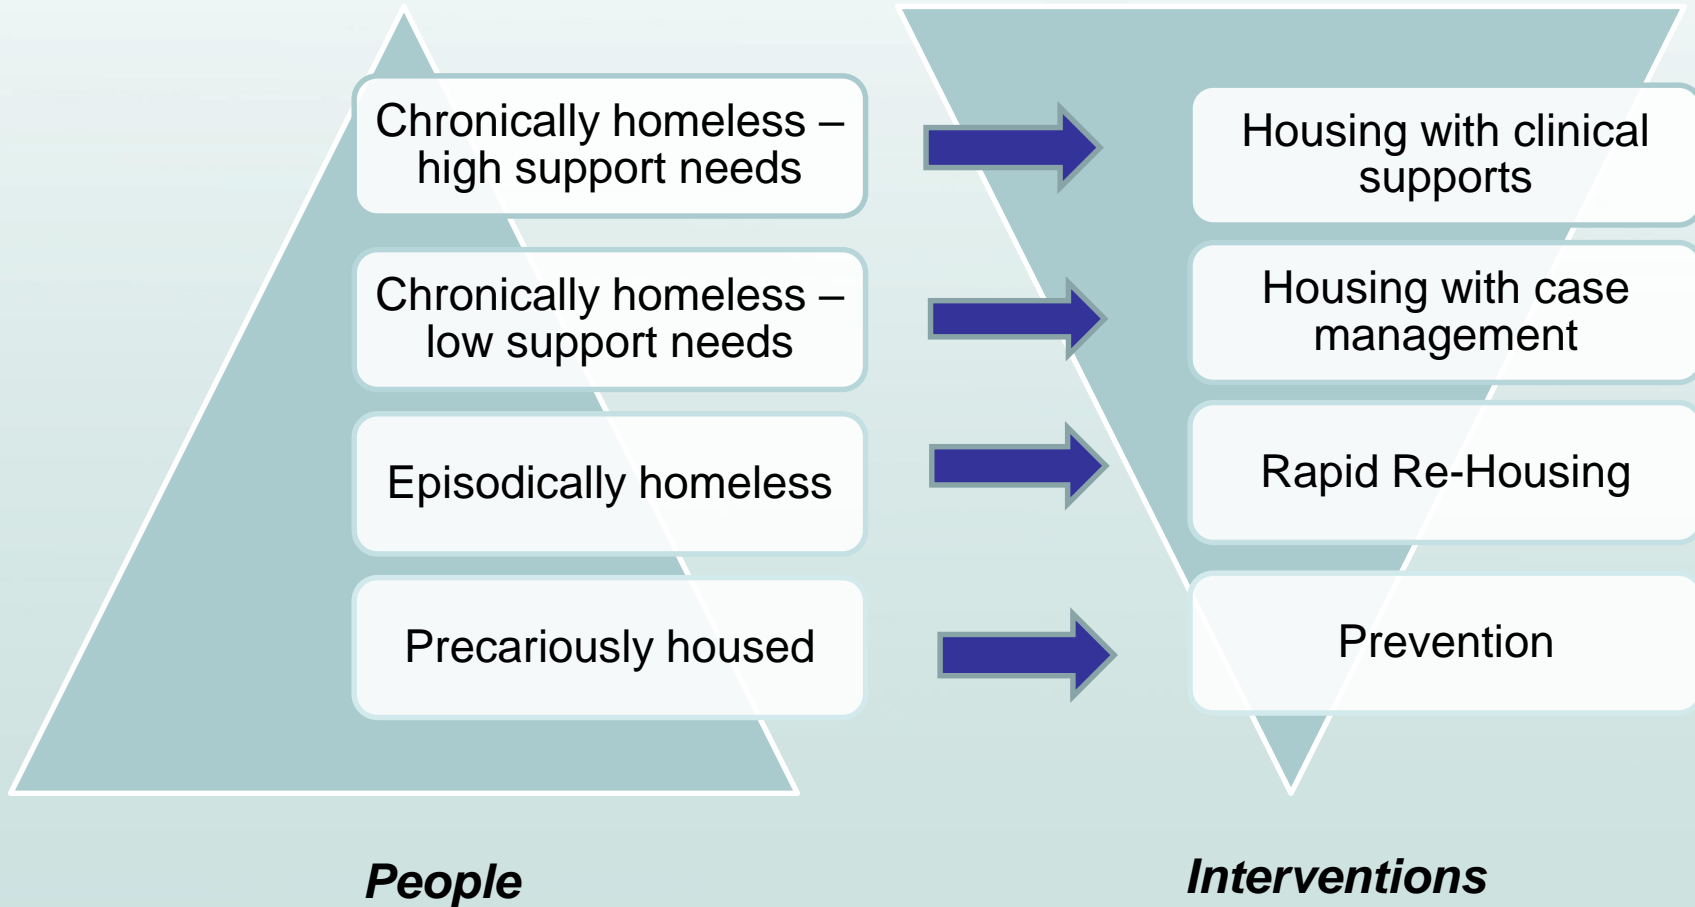 Chronically homeless –
high support needs
Housing with clinical
supports
Chronically homeless –
low support needs
Housing with case
management
Episodically homeless
Rapid Re-Housing
Precariously housed
Prevention
People
Interventions